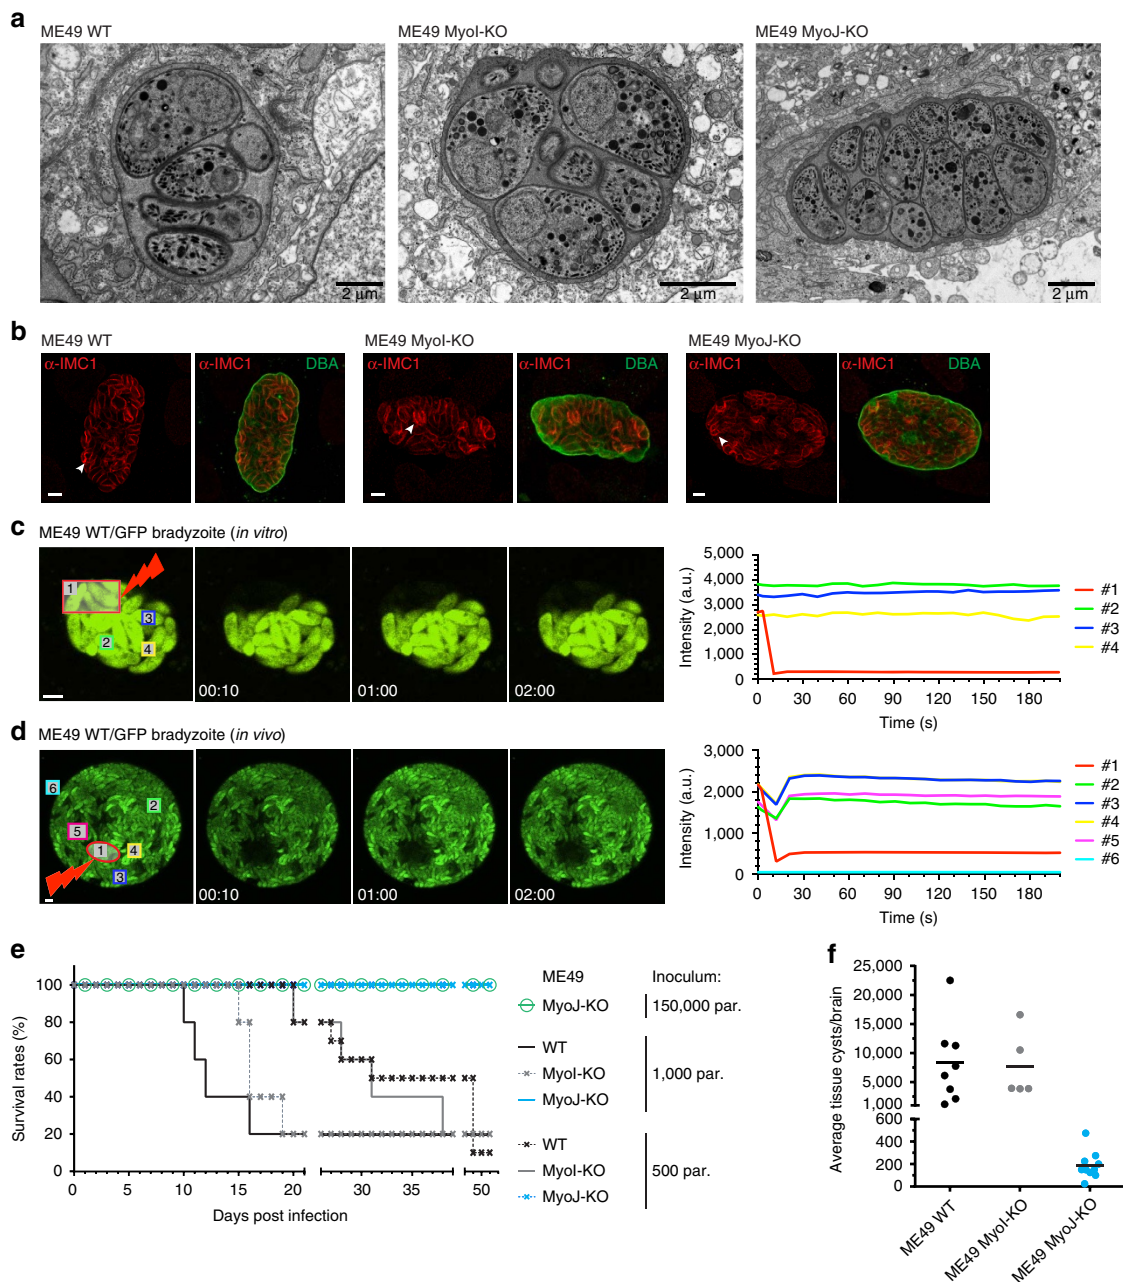 a
ME49 WT
ME49 MyoI-KO
ME49 MyoJ-KO
2 μm
2 μm
2 μm
b
ME49 WT
ME49 MyoI-KO
ME49 MyoJ-KO
α-IMC1
α-IMC1
DBA
α-IMC1
α-IMC1
DBA
α-IMC1
α-IMC1
DBA
c
ME49 WT/GFP bradyzoite (in vitro)
1
2
3
4
00:10
01:00
02:00
Intensity (a.u.)
5,000
4,000
3,000
2,000
1,000
0
0 30 60 90 120 150 180
Time (s)
#1
#2
#3
#4
d
ME49 WT/GFP bradyzoite (in vivo)
6
2
5
1
4
3
00:10
01:00
02:00
Intensity (a.u.)
3,000
2,000
1,000
0
0 30 60 90 120 150 180
Time (s)
#1
#2
#3
#4
#5
#6
e
Survival rates (%)
100
80
60
40
20
0
0 5 10 15 20 25 35 50
Days post infection
ME49
Inoculum:
MyoJ-KO
150,000 par.
WT
MyoI-KO
MyoJ-KO
1,000 par.
WT
MyoI-KO
MyoJ-KO
500 par.
f
Average tissue cysts/brain
25,000
20,000
15,000
10,000
5,000
1,000
600
400
200
0
ME49 WT
ME49 MyoI-KO
ME49 MyoJ-KO